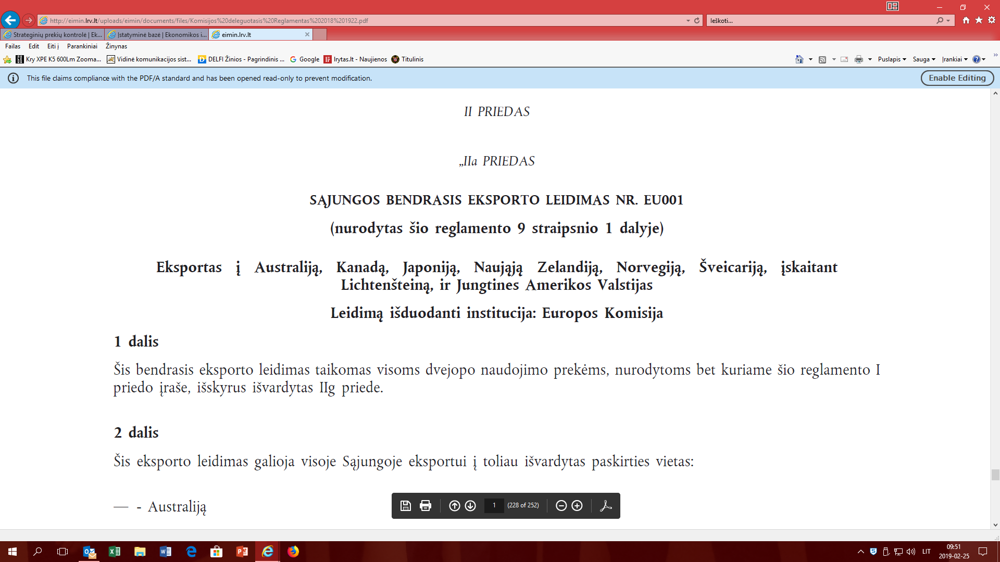 http://eimin.lrv.lt/uploads/eimin/documents/files/Komisijos%20deleguotasis%20Reglamentas%202018%201922.pdf
Ieškoti...
Strateginių prekių kontrolė | Ek...
Įstatyminė bazė | Ekonomikos i...
eimin.lrv.lt
Failas Edit Eiti į Parankiniai Žinynas
Kry XPE K5 600Lm Zooma... Vidinė komunikacijos sist... DELFI Žinios - Pagrindinis ... Google lrytas.lt - Naujienos Titulinis
Puslapis Sauga Įrankiai
This file claims compliance with the PDF/A standard and has been opened read-only to prevent modification.
Enable Editing
II PRIEDAS
„IIa PRIEDAS
SĄJUNGOS BENDRASIS EKSPORTO LEIDIMAS NR. EU001
(nurodytas šio reglamento 9 straipsnio 1 dalyje)
Eksportas į Australiją, Kanadą, Japoniją, Naująją Zelandiją, Norvegiją, Šveicariją, įskaitant
Lichtenšteiną, ir Jungtines Amerikos Valstijas
Leidimą išduodanti institucija: Europos Komisija
1 dalis
Šis bendrasis eksporto leidimas taikomas visoms dvejopo naudojimo prekėms, nurodytoms bet kuriame šio reglamento I
priedo įraše, išskyrus išvardytas IIg priede.
2 dalis
Šis eksporto leidimas galioja visoje Sąjungoje eksportui į toliau išvardytas paskirties vietas:
— - Australiją
1 (228 of 252)
LIT
09:51
2019-02-25